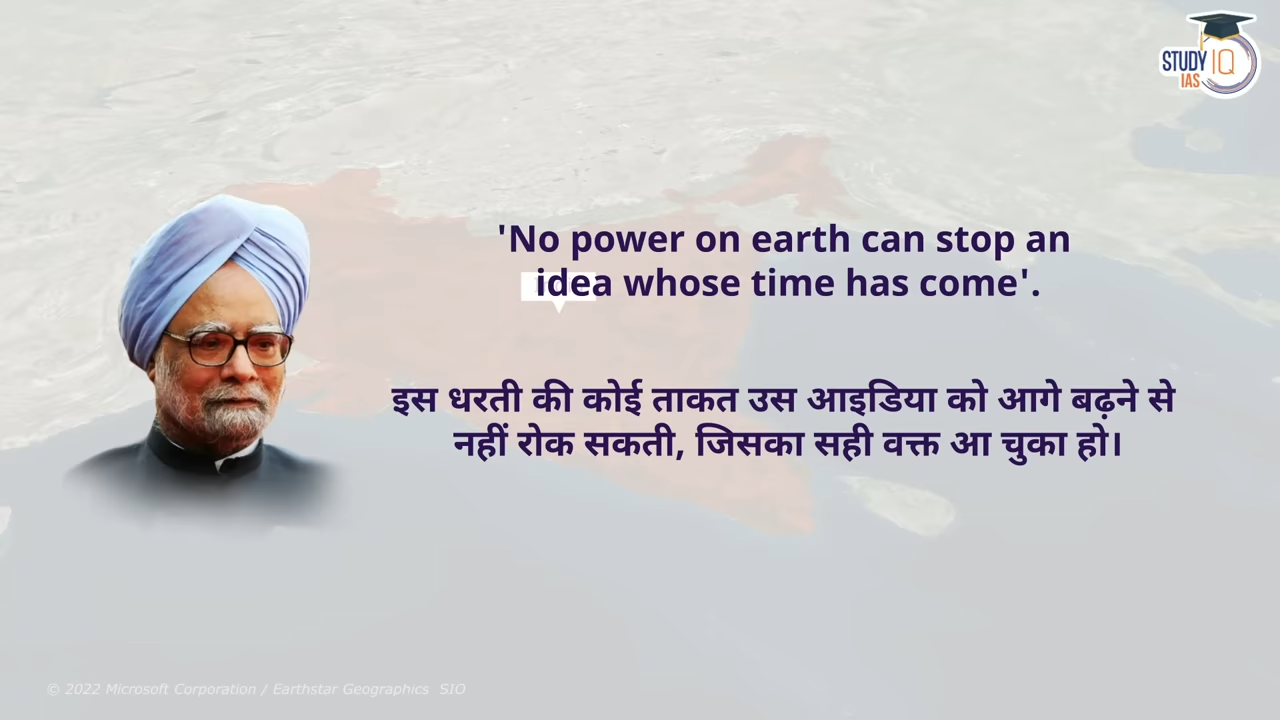 STUDY IQ
IAS
'No power on earth can stop an
idea whose time has come'.
इस धरती की कोई ताकत उस आइडिया को आगे बढ़ने से
नहीं रोक सकती, जिसका सही वक्त आ चुका हो।
© 2022 Microsoft Corporation / Earthstar Geographics SIO